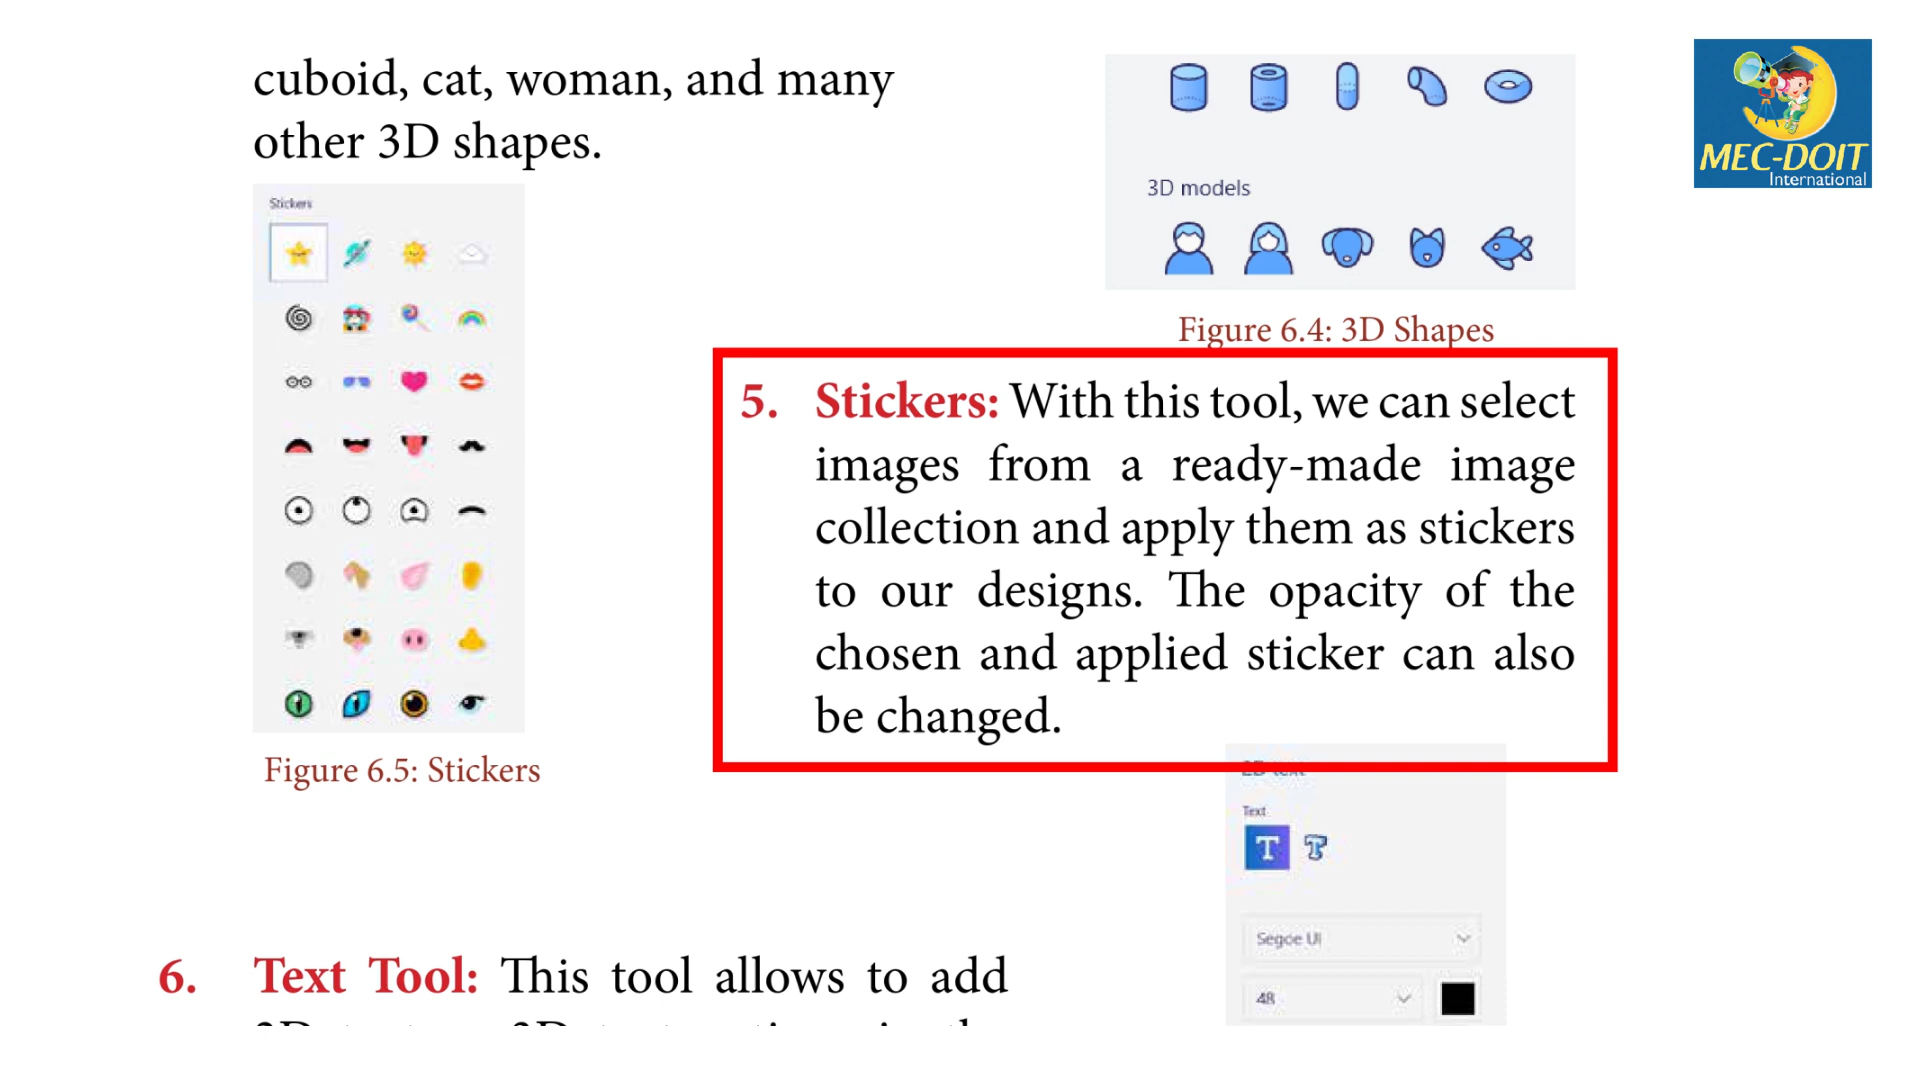 cuboid, cat, woman, and many
other 3D shapes.
Stickers
Figure 6.5: Stickers
3D models
Figure 6.4: 3D Shapes
MEC-DOIT
International
5. Stickers: With this tool, we can select
images from a ready-made image
collection and apply them as stickers
to our designs. The opacity of the
chosen and applied sticker can also
be changed.
Text
T T
Segoe UI
48
6. Text Tool: This tool allows to add